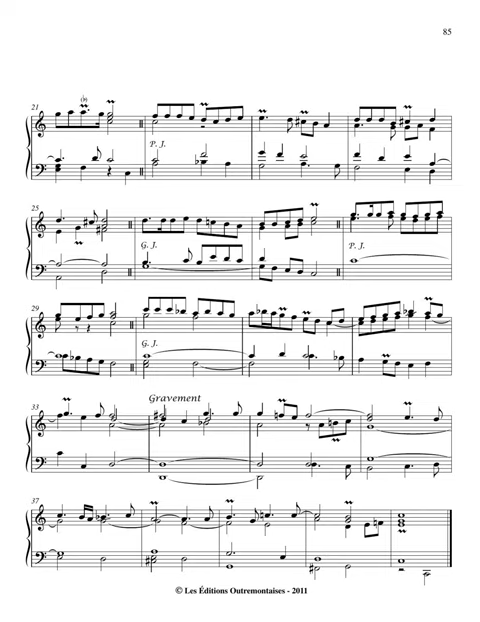 85
21
P. J.
25
G. J.
P. J.
29
G. J.
33
Gravement
37
© Les Éditions Outremontaises - 2011